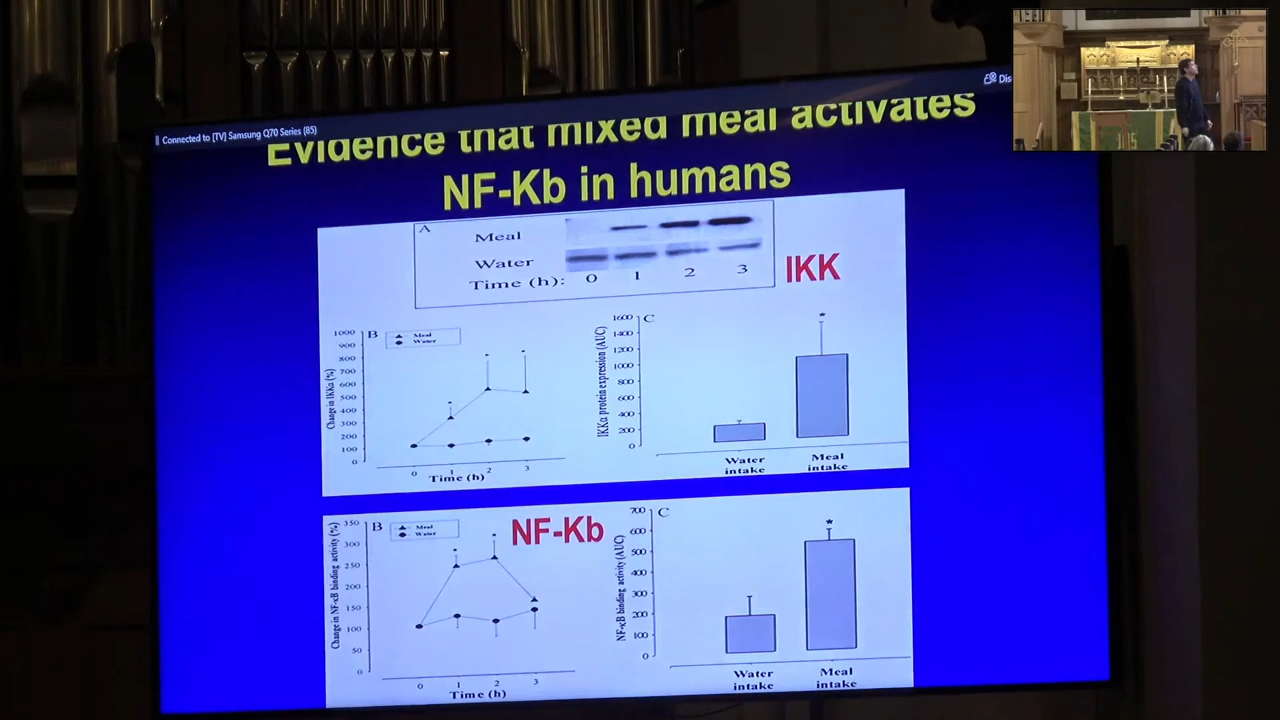 Connected to [TV] Samsung Q70 Series (85)
Dis
Evidence that mixed meal activates
NF-Kb in humans
A
Meal
Water
Time (h): 0 1 2 3
IKK
B
Meal
Water
Change in IKKα (%)
1000
900
800
700
600
500
400
300
200
100
0
0 1 2 3
Time (h)
C
IKKα protein expression (AUC)
1600
1400
1200
1000
800
600
400
200
0
*
Water intake
Meal intake
NF-Kb
B
Meal
Water
Change in NF-κB binding activity (%)
350
300
250
200
150
100
50
0
0 1 2 3
Time (h)
C
NF-κB binding activity (AUC)
700
600
500
400
300
200
100
0
*
Water intake
Meal intake